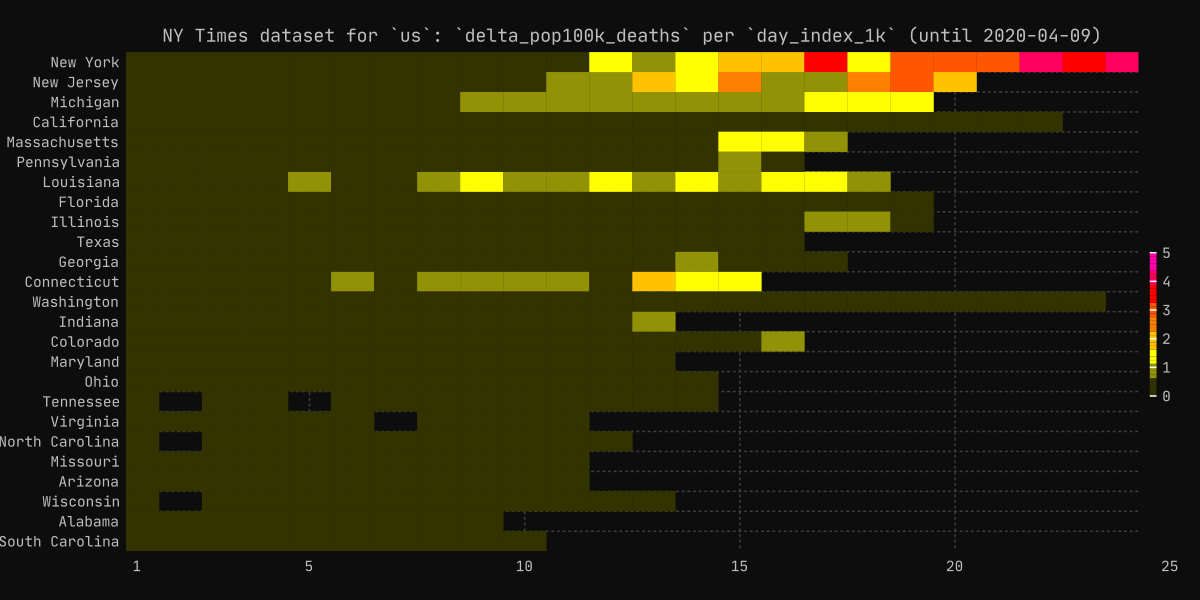 NY Times dataset for `us`: `delta_pop100k_deaths` per `day_index_1k` (until 2020-04-09)
New York
New Jersey
Michigan
California
Massachusetts
Pennsylvania
Louisiana
Florida
Illinois
Texas
Georgia
Connecticut
Washington
Indiana
Colorado
Maryland
Ohio
Tennessee
Virginia
North Carolina
Missouri
Arizona
Wisconsin
Alabama
South Carolina
1 5 10 15 20 25
5
4
3
2
1
0